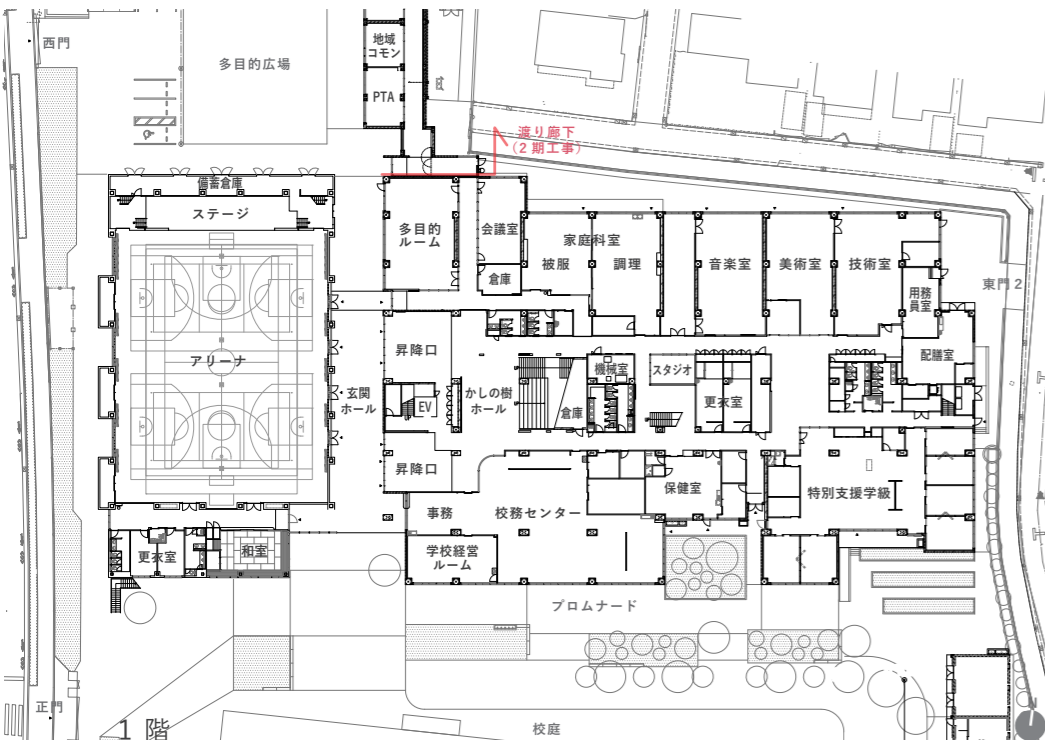 西門
多目的広場
地域
コモン
PTA
渡り廊下
(2期工事)
備蓄倉庫
ステージ
アリーナ
玄関
ホール
多目的
ルーム
会議室
倉庫
家庭科室
被服
調理
音楽室
美術室
技術室
用務
員室
配膳室
東門2
昇降口
EV
かしの樹
ホール
倉庫
機械室
スタジオ
更衣室
昇降口
事務
校務センター
保健室
特別支援学級
学校経営
ルーム
更衣室
和室
プロムナード
正門
1階
校庭